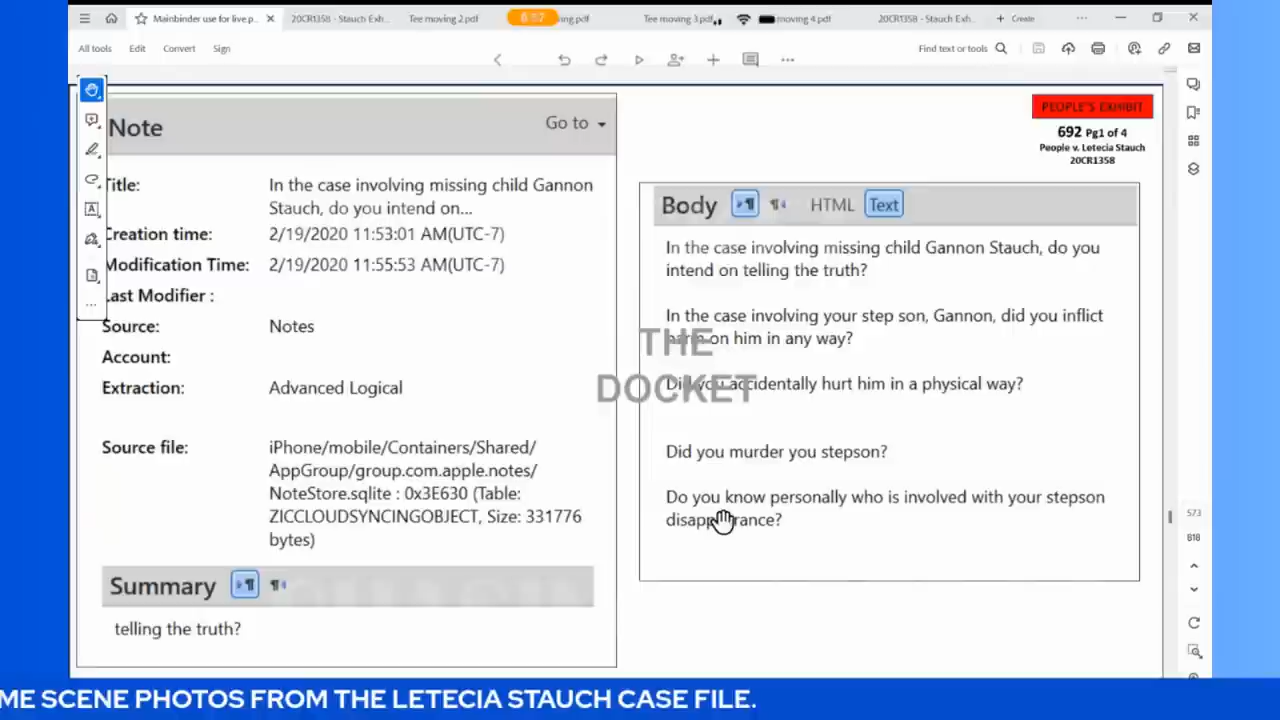 Mainbinder use for live p...
20CR1358 - Stauch Exh...
Tee moving 2.pdf
ing.pdf
Tee moving 3.pdf
moving 4.pdf
20CR1358 - Stauch Exh...
Create
All tools
Edit
Convert
Sign
Find text or tools
Note
Go to
Title:
In the case involving missing child Gannon
Stauch, do you intend on...
Creation time:
2/19/2020 11:53:01 AM(UTC-7)
Modification Time:
2/19/2020 11:55:53 AM(UTC-7)
Last Modifier :
Source:
Notes
Account:
Extraction:
Advanced Logical
Source file:
iPhone/mobile/Containers/Shared/
AppGroup/group.com.apple.notes/
NoteStore.sqlite : 0x3E630 (Table:
ZICCLOUDSYNCINGOBJECT, Size: 331776
bytes)
Summary
telling the truth?
PEOPLE'S EXHIBIT
692 Pg1 of 4
People v. Letecia Stauch
20CR1358
Body
HTML
Text
In the case involving missing child Gannon Stauch, do you
intend on telling the truth?
In the case involving your step son, Gannon, did you inflict
harm on him in any way?
Did you accidentally hurt him in a physical way?
Did you murder you stepson?
Do you know personally who is involved with your stepson
disappearance?
THE
DOCKET
573
818
ME SCENE PHOTOS FROM THE LETECIA STAUCH CASE FILE.